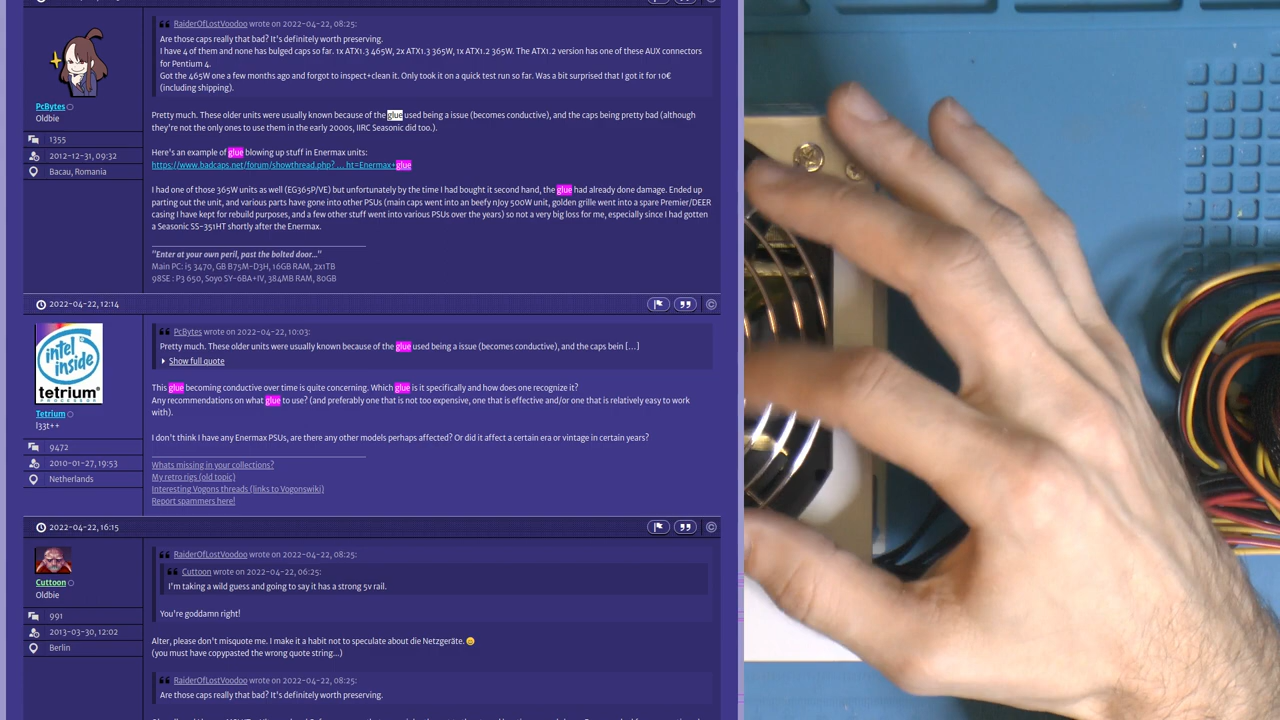 RaiderOfLostVoodoo wrote on 2022-04-22, 08:25:
Are those caps really that bad? It's definitely worth preserving.
I have 4 of them and none has bulged caps so far. 1x ATX1.3 465W, 2x ATX1.3 365W, 1x ATX1.2 365W. The ATX1.2 version has one of these AUX connectors
for Pentium 4.
Got the 465W one a few months ago and forgot to inspect+clean it. Only took it on a quick test run so far. Was a bit surprised that I got it for 10€
(including shipping).
PcBytes
Oldbie
1355
2012-12-31, 09:32
Bacau, Romania
Pretty much. These older units were usually known because of the glue used being a issue (becomes conductive), and the caps being pretty bad (although
they're not the only ones to use them in the early 2000s, IIRC Seasonic did too.).
Here's an example of glue blowing up stuff in Enermax units:
https://www.badcaps.net/forum/showthread.php? ... ht=Enermax+glue
I had one of those 365W units as well (EG365P/VE) but unfortunately by the time I had bought it second hand, the glue had already done damage. Ended up
parting out the unit, and various parts have gone into other PSUs (main caps went into an beefy nJoy 500W unit, golden grille went into a spare Premier/DEER
casing I have kept for rebuild purposes, and a few other stuff went into various PSUs over the years) so not a very big loss for me, especially since I had gotten
a Seasonic SS-351HT shortly after the Enermax.
"Enter at your own peril, past the bolted door..."
Main PC: i5 3470, GB B75M-D3H, 16GB RAM, 2x1TB
98SE : P3 650, Soyo SY-6BA+IV, 384MB RAM, 80GB
2022-04-22, 12:14
intel
inside
tetrium
Tetrium
l33t++
9472
2010-01-27, 19:53
Netherlands
PcBytes wrote on 2022-04-22, 10:03:
Pretty much. These older units were usually known because of the glue used being a issue (becomes conductive), and the caps bein [...]
Show full quote
This glue becoming conductive over time is quite concerning. Which glue is it specifically and how does one recognize it?
Any recommendations on what glue to use? (and preferably one that is not too expensive, one that is effective and/or one that is relatively easy to work
with).
I don't think I have any Enermax PSUs, are there any other models perhaps affected? Or did it affect a certain era or vintage in certain years?
Whats missing in your collections?
My retro rigs (old topic)
Interesting Vogons threads (links to Vogonswiki)
Report spammers here!
2022-04-22, 16:15
Cuttoon
Oldbie
991
2013-03-30, 12:02
Berlin
RaiderOfLostVoodoo wrote on 2022-04-22, 08:25:
Cuttoon wrote on 2022-04-22, 06:25:
I'm taking a wild guess and going to say it has a strong 5v rail.
You're goddamn right!
Alter, please don't misquote me. I make it a habit not to speculate about die Netzgeräte.
(you must have copypasted the wrong quote string...)
RaiderOfLostVoodoo wrote on 2022-04-22, 08:25:
Are those caps really that bad? It's definitely worth preserving.